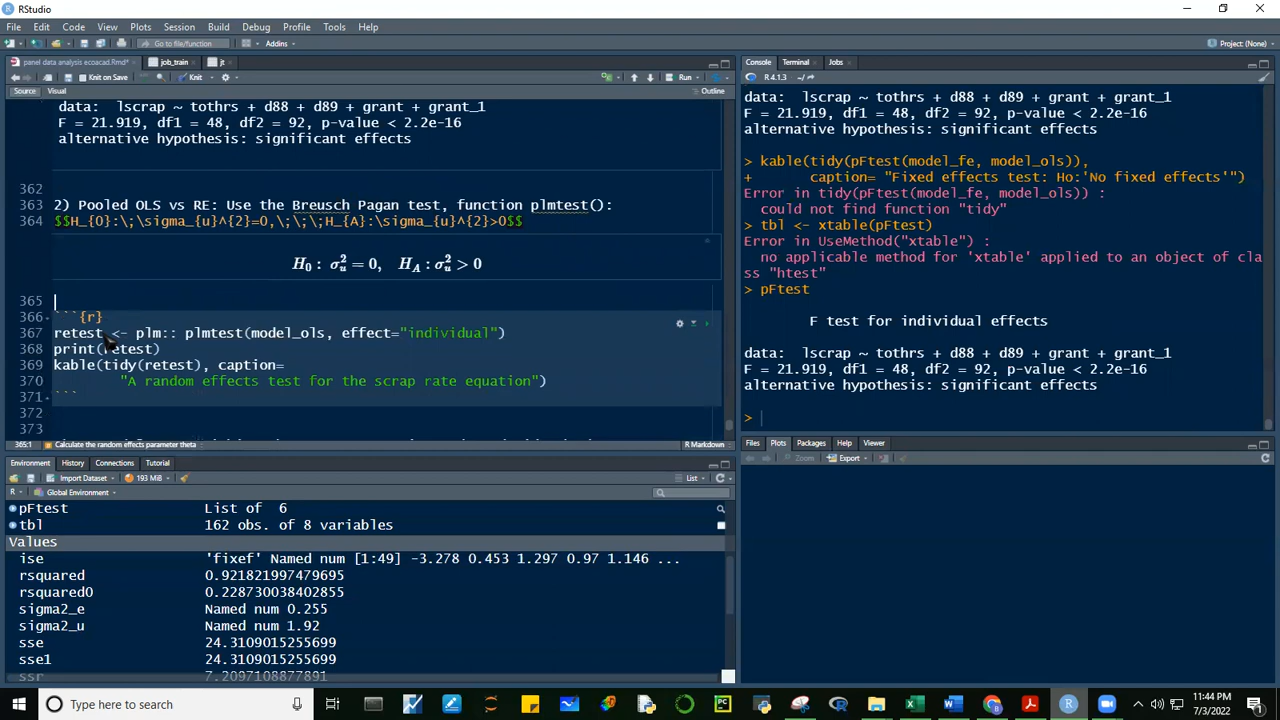 RStudio
File Edit Code View Plots Session Build Debug Profile Tools Help
Go to file/function Addins Project: (None)
panel data analysis ecoacad.Rmd* job_train jt
Knit on Save Knit Run
Source Visual Outline
data: lscrap ~ tothrs + d88 + d89 + grant + grant_1
F = 21.919, df1 = 48, df2 = 92, p-value < 2.2e-16
alternative hypothesis: significant effects
362
363 2) Pooled OLS vs RE: Use the Breusch Pagan test, function plmtest():
364 $$H_{0}:\;\sigma_{u}^{2}=0,\;\;\;H_{A}:\sigma_{u}^{2}>0$$
H₀ : σ²ᵤ = 0, H_A : σ²ᵤ > 0
365
366 ```{r}
367 retest <- plm:: plmtest(model_ols, effect="individual")
368 print(retest)
369 kable(tidy(retest), caption=
370 "A random effects test for the scrap rate equation")
371 ```
372
373
365:1 Calculate the random effects parameter theta R Markdown
Environment History Connections Tutorial
Import Dataset 193 MiB List
R Global Environment
pFtest List of 6
tbl 162 obs. of 8 variables
Values
ise 'fixef' Named num [1:49] -3.278 0.453 1.297 0.97 1.146 ...
rsquared 0.921821997479695
rsquared0 0.228730038402855
sigma2_e Named num 0.255
sigma2_u Named num 1.92
sse 24.3109015255699
sse1 24.3109015255699
ssr 7.2097108877891
Console Terminal Jobs
R 4.1.3 · ~/
data: lscrap ~ tothrs + d88 + d89 + grant + grant_1
F = 21.919, df1 = 48, df2 = 92, p-value < 2.2e-16
alternative hypothesis: significant effects
> kable(tidy(pFtest(model_fe, model_ols)),
+ caption= "Fixed effects test: Ho:'No fixed effects'")
Error in tidy(pFtest(model_fe, model_ols)) :
could not find function "tidy"
> tbl <- xtable(pFtest)
Error in UseMethod("xtable") :
no applicable method for 'xtable' applied to an object of cla
ss "htest"
> pFtest
F test for individual effects
data: lscrap ~ tothrs + d88 + d89 + grant + grant_1
F = 21.919, df1 = 48, df2 = 92, p-value < 2.2e-16
alternative hypothesis: significant effects
>
Files Plots Packages Help Viewer
Zoom Export
Type here to search
11:44 PM
7/3/2022